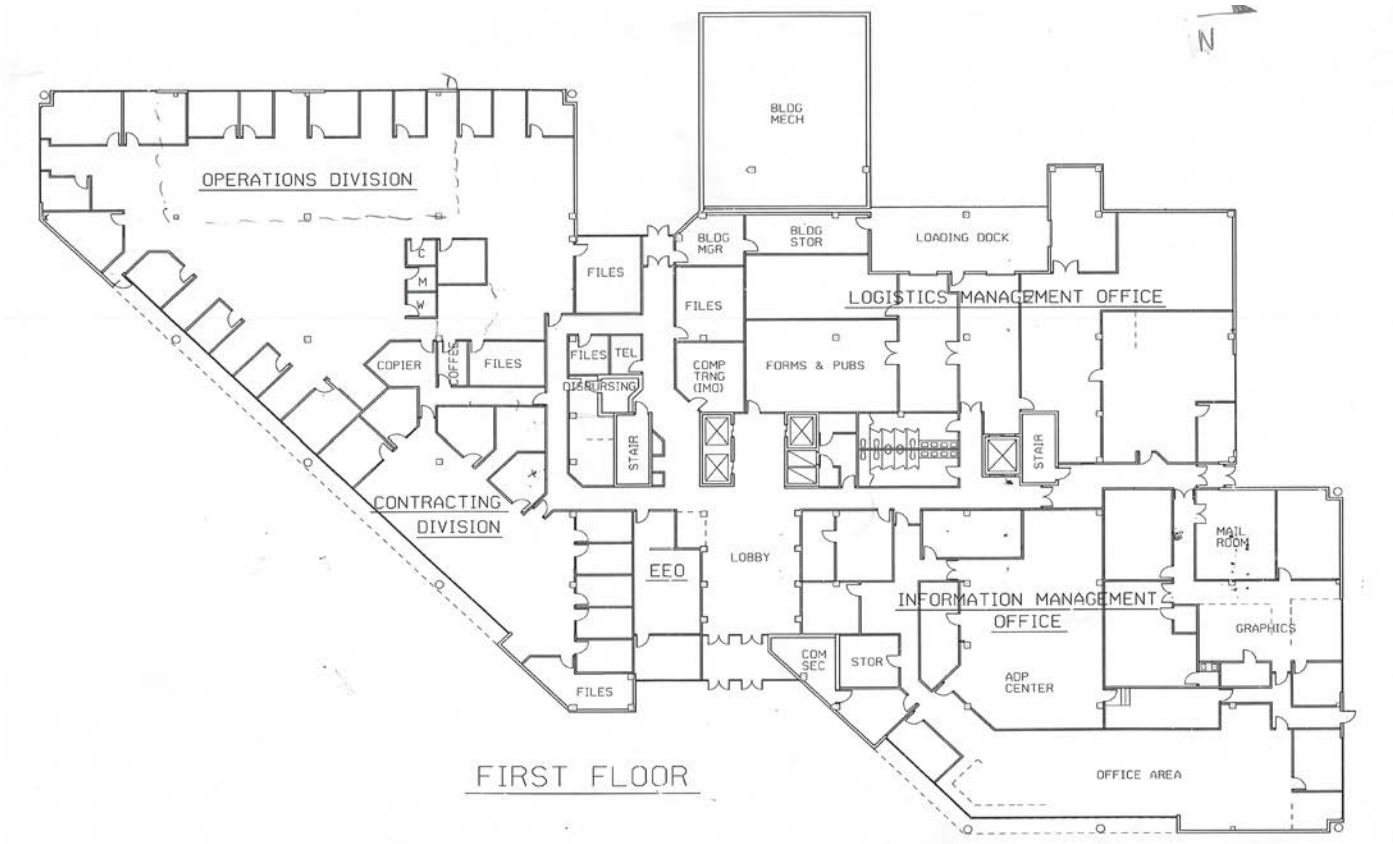 N
BLDG
MECH
OPERATIONS DIVISION
BLDG
MGR
BLDG
STOR
LOADING DOCK
C
M
W
FILES
FILES
LOGISTICS MANAGEMENT OFFICE
COPIER
COFFEE
FILES
FILES
TEL
DISBURSING
COMP
TRNG
(IMO)
FORMS & PUBS
STAIR
STAIR
CONTRACTING
DIVISION
EEO
LOBBY
MAIL
ROOM
INFORMATION MANAGEMENT
OFFICE
GRAPHICS
COM
SEC
STOR
ADP
CENTER
FILES
OFFICE AREA
FIRST FLOOR